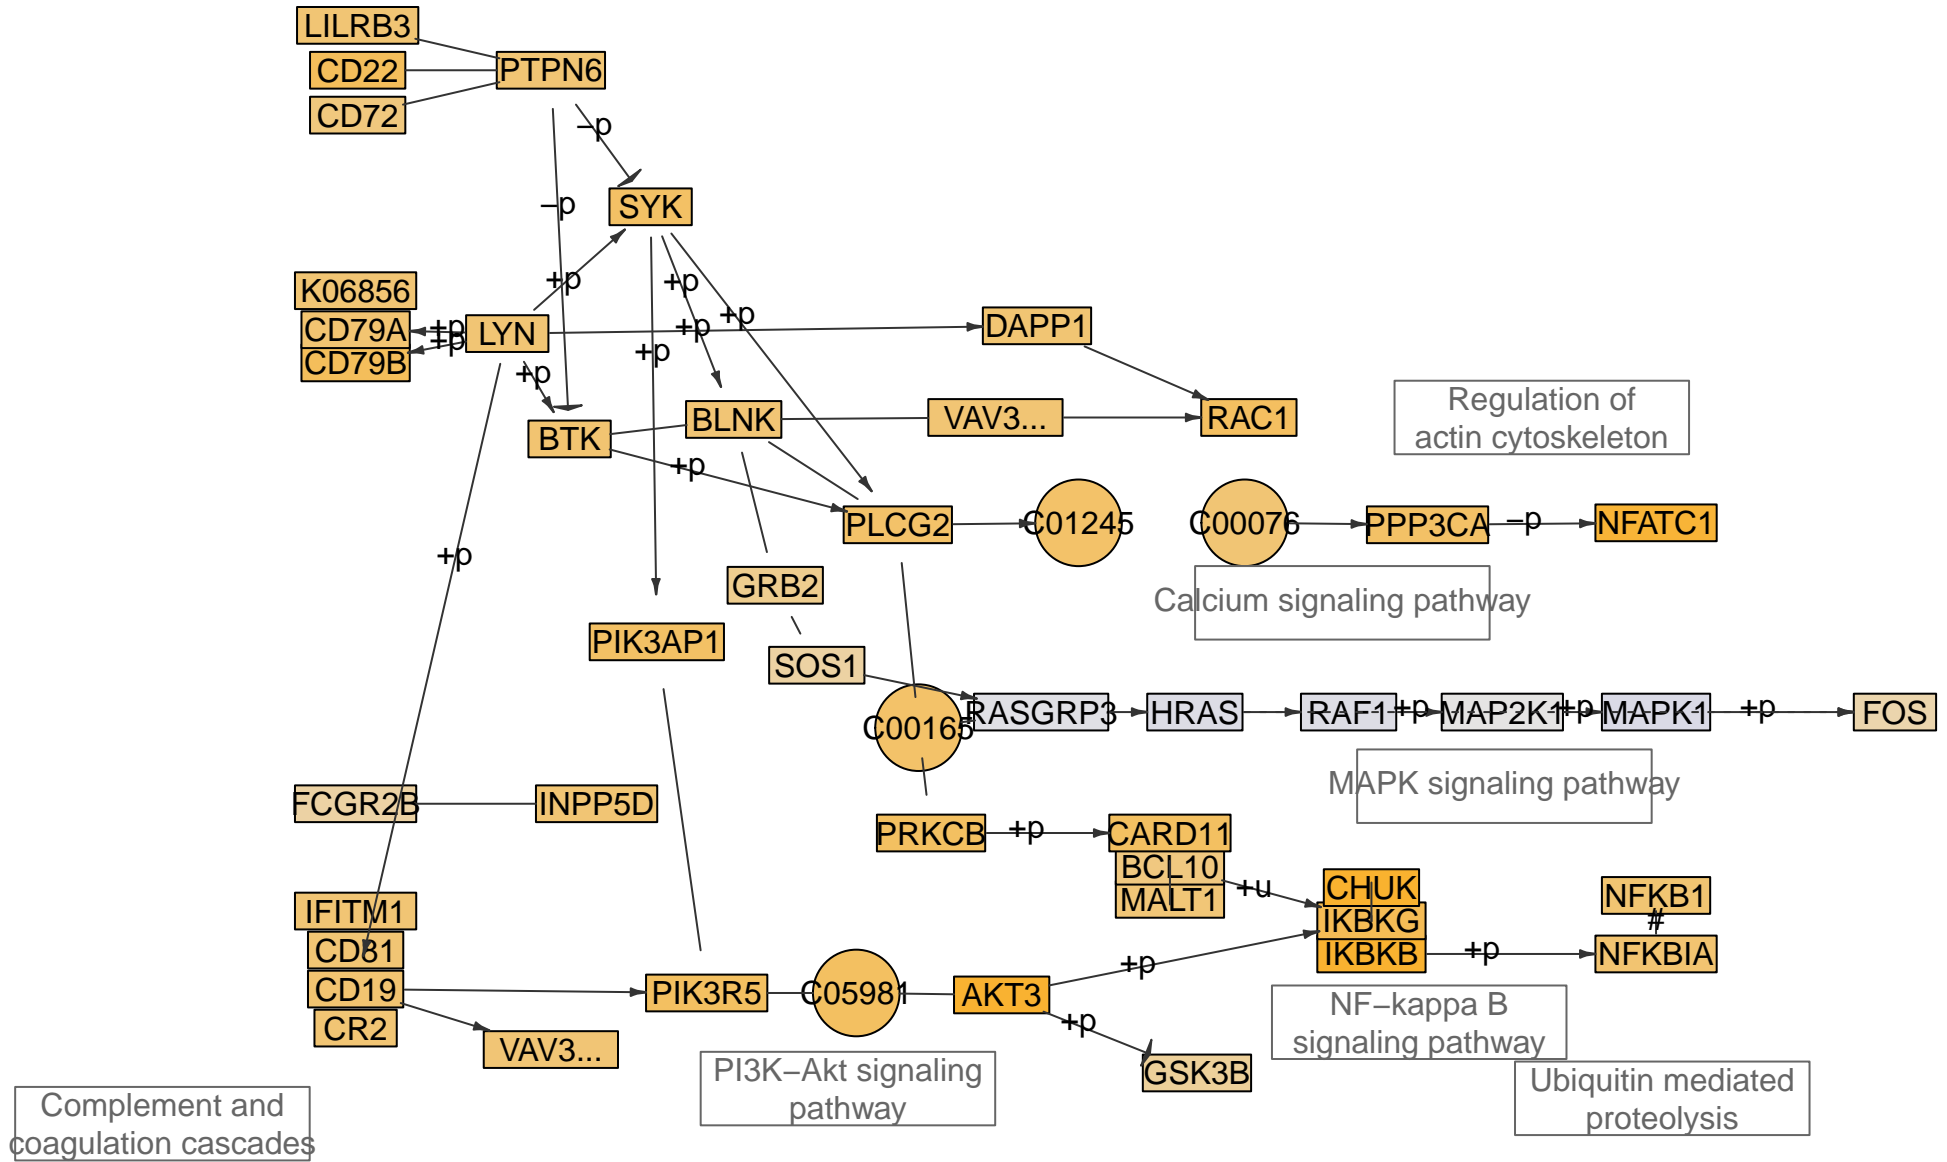 LILRB3
CD22
PTPN6
CD72
–p
SYK
–p
+p
+p
K06856
CD79A
+p
LYN
+p
+p
DAPP1
CD79B
+p
+p
+p
BTK
BLNK
VAV3...
RAC1
Regulation of
actin cytoskeleton
+p
PLCG2
C01245
C00076
PPP3CA
–p
NFATC1
+p
GRB2
Calcium signaling pathway
PIK3AP1
SOS1
C00165
RASGRP3
HRAS
RAF1
+p
MAP2K1
+p
MAPK1
+p
FOS
MAPK signaling pathway
FCGR2B
INPP5D
PRKCB
+p
CARD11
BCL10
MALT1
+u
CHUK
IKBKG
IKBKB
+p
NFKB1
#
NFKBIA
IFITM1
CD81
CD19
CR2
VAV3...
PIK3R5
C05981
AKT3
+p
+p
GSK3B
NF–kappa B
signaling pathway
PI3K–Akt signaling
pathway
Ubiquitin mediated
proteolysis
Complement and
coagulation cascades